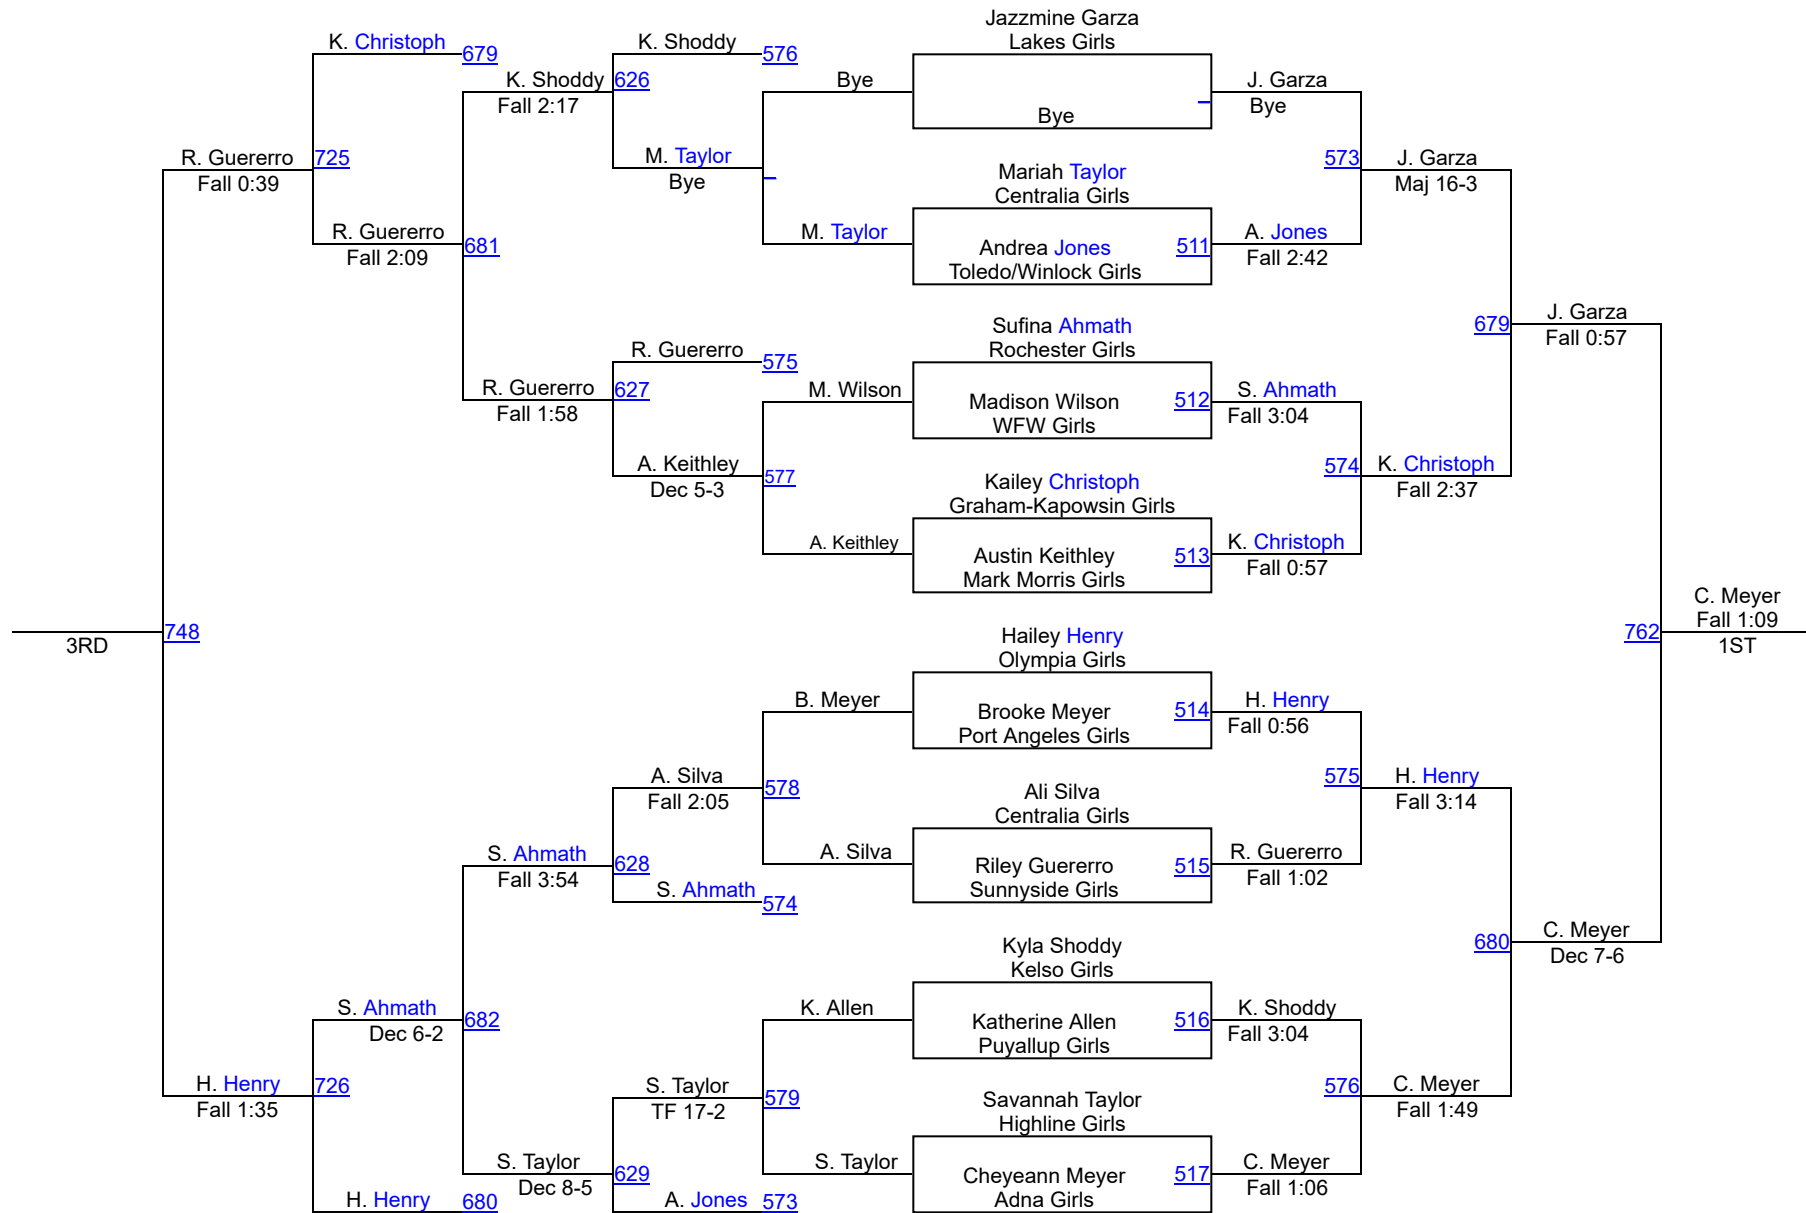 Jazzmine Garza
K. Christoph
K. Shoddy
Lakes Girls
679
576
K. Shoddy
626
Bye
J. Garza
Fall 2:17
Bye
Bye
M. Taylor
R. Guererro
725
573
J. Garza
Mariah Taylor
Fall 0:39
Bye
Maj 16-3
Centralia Girls
R. Guererro
M. Taylor
A. Jones
681
Andrea Jones
511
Fall 2:09
Fall 2:42
Toledo/Winlock Girls
J. Garza
Sufina Ahmath
679
Fall 0:57
R. Guererro
Rochester Girls
575
R. Guererro
627
M. Wilson
S. Ahmath
Fall 1:58
Madison Wilson
512
Fall 3:04
WFW Girls
A. Keithley
574
K. Christoph
577
Kailey Christoph
Dec 5-3
Fall 2:37
Graham-Kapowsin Girls
A. Keithley
K. Christoph
Austin Keithley
513
Fall 0:57
Mark Morris Girls
C. Meyer
Fall 1:09
748
762
3RD
1ST
Hailey Henry
Olympia Girls
B. Meyer
H. Henry
Brooke Meyer
514
Fall 0:56
Port Angeles Girls
A. Silva
578
575
H. Henry
Fall 2:05
Ali Silva
Fall 3:14
Centralia Girls
S. Ahmath
628
A. Silva
R. Guererro
Riley Guererro
515
Fall 3:54
Fall 1:02
S. Ahmath
574
Sunnyside Girls
C. Meyer
680
Kyla Shoddy
Dec 7-6
Kelso Girls
S. Ahmath
K. Allen
K. Shoddy
682
Katherine Allen
516
Dec 6-2
Fall 3:04
Puyallup Girls
H. Henry
726
S. Taylor
579
576
C. Meyer
Fall 1:35
TF 17-2
Savannah Taylor
Fall 1:49
Highline Girls
S. Taylor
629
S. Taylor
C. Meyer
Cheyeann Meyer
517
Dec 8-5
Fall 1:06
H. Henry
680
A. Jones
573
Adna Girls